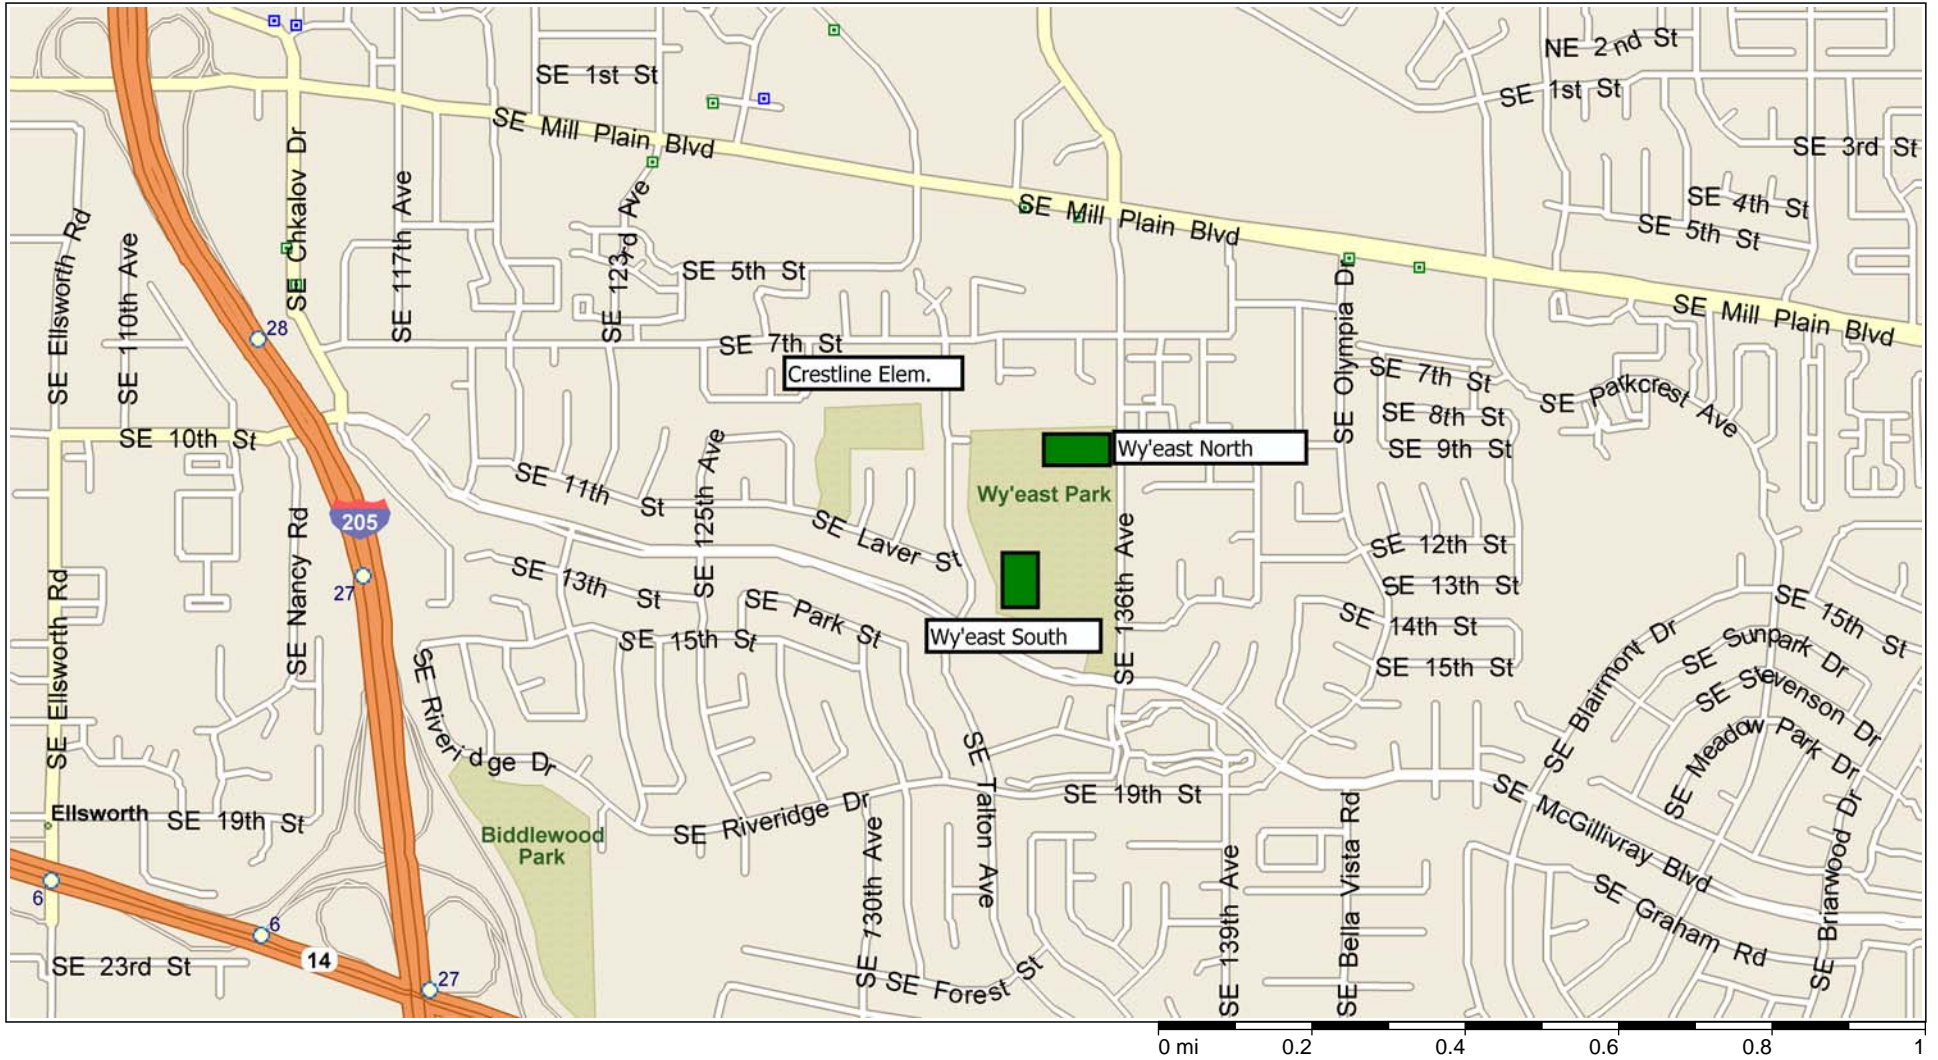 NE 2nd St
SE 1st St
SE 1st St
SE Mill Plain Blvd
SE 3rd St
SE Chkalov Dr
SE 117th Ave
SE 123rd Ave
SE 4th St
SE Mill Plain Blvd
SE 5th St
SE Ellsworth Rd
SE 110th Ave
SE 5th St
SE Olympia Dr
SE Mill Plain Blvd
28
SE 7th St
Crestline Elem.
SE 7th St
SE Parkcrest Ave
SE 8th St
SE 10th St
SE 9th St
Wy'east North
SE 11th St
SE 125th Ave
Wy'east Park
205
SE Nancy Rd
SE Laver St
SE 136th Ave
SE 12th St
SE 13th St
SE 13th St
27
SE Ellsworth Rd
SE Park St
SE 15th St
SE 14th St
SE 15th St
Wy'east South
SE 15th St
SE Blairmont Dr
SE Sunpark Dr
SE Stevenson Dr
SE Meadow Park Dr
SE Riveridge Dr
SE Talton Ave
SE 19th St
SE McGillivray Blvd
Ellsworth
SE 19th St
Biddlewood
Park
SE Riveridge Dr
SE 130th Ave
SE 139th Ave
SE Bella Vista Rd
SE Briarwood Dr
SE Graham Rd
6
6
14
SE 23rd St
27
SE Forest St
0 mi 0.2 0.4 0.6 0.8 1